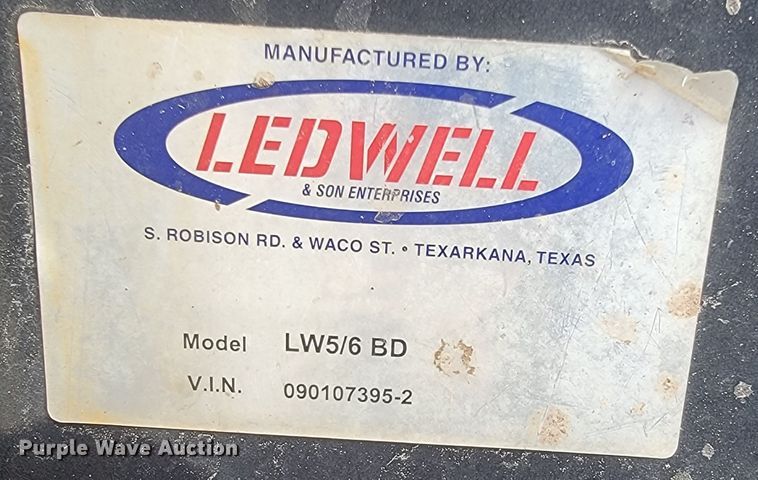 MANUFACTURED BY:
LEDWELL
& SON ENTERPRISES
S. ROBISON RD. & WACO ST. • TEXARKANA, TEXAS
Model LW5/6 BD
V.I.N. 090107395-2
Purple Wave Auction